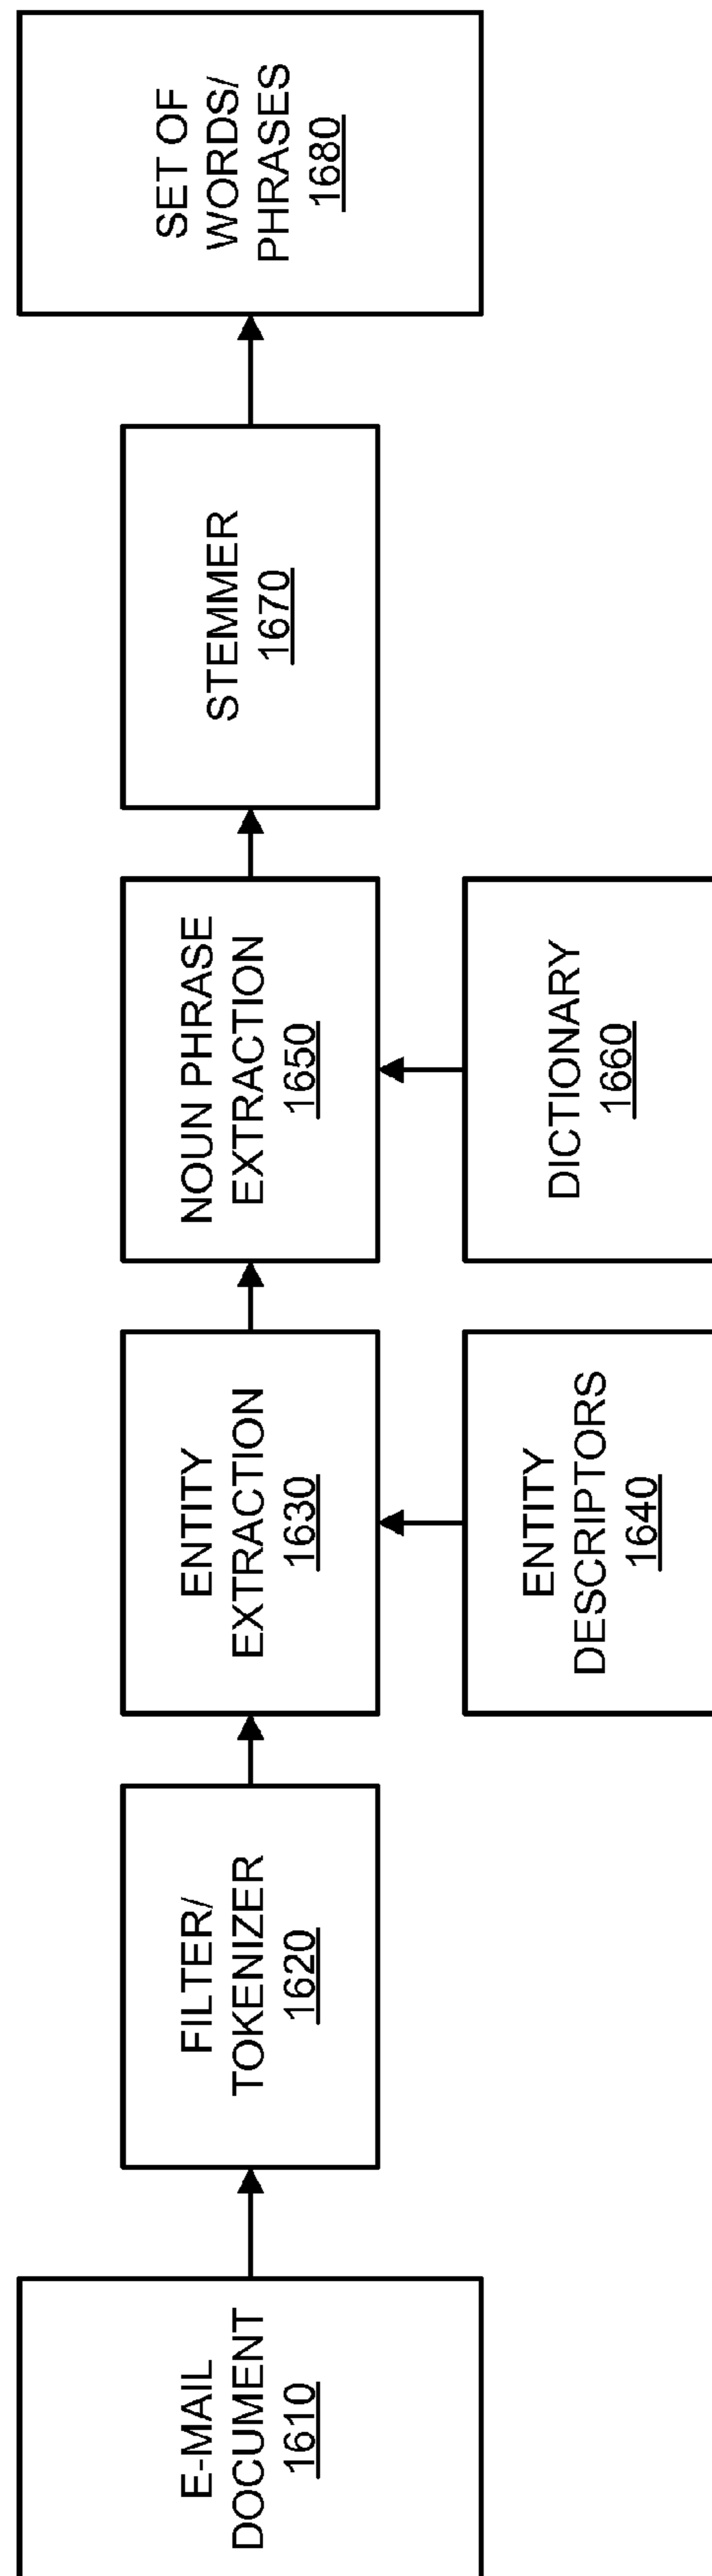 E-MAIL
DOCUMENT
1610
FILTER/
TOKENIZER
1620
ENTITY
EXTRACTION
1630
ENTITY
DESCRIPTORS
1640
NOUN PHRASE
EXTRACTION
1650
DICTIONARY
1660
STEMMER
1670
SET OF
WORDS/
PHRASES
1680